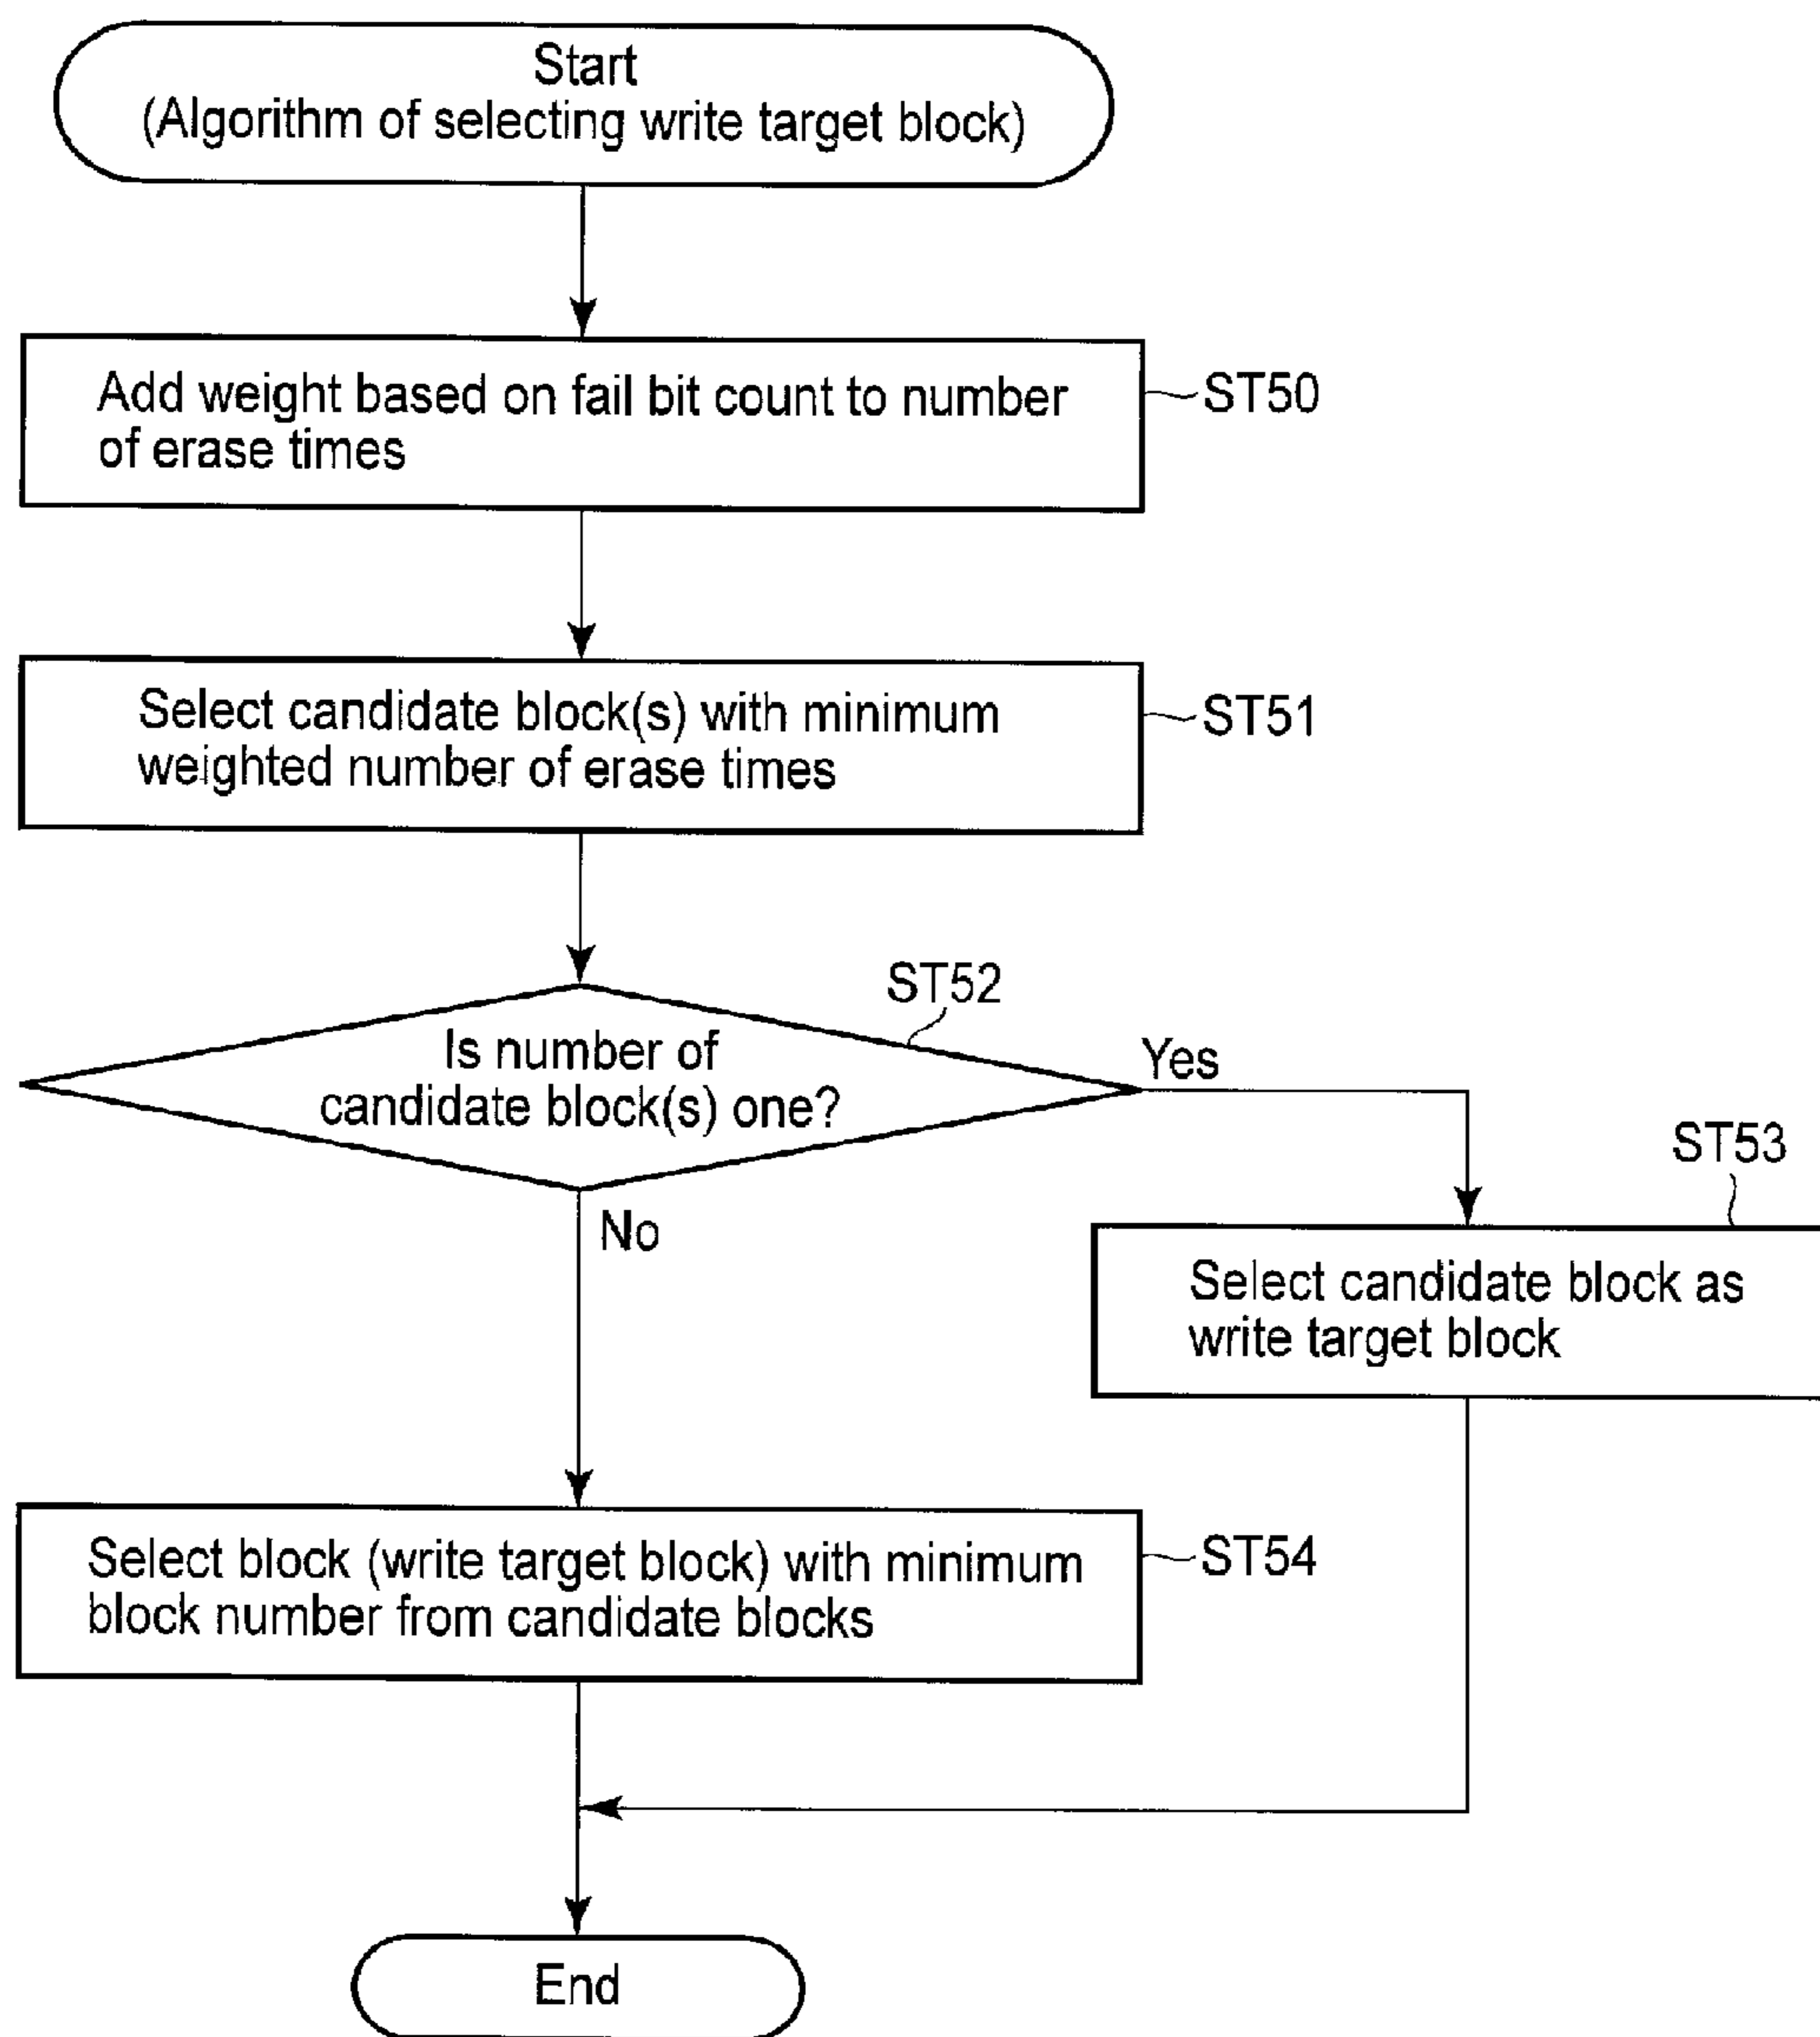 Start
(Algorithm of selecting write target block)
Add weight based on fail bit count to number
of erase times
ST50
Select candidate block(s) with minimum
weighted number of erase times
ST51
ST52
Is number of
candidate block(s) one?
Yes
No
ST53
Select candidate block as
write target block
Select block (write target block) with minimum
block number from candidate blocks
ST54
End